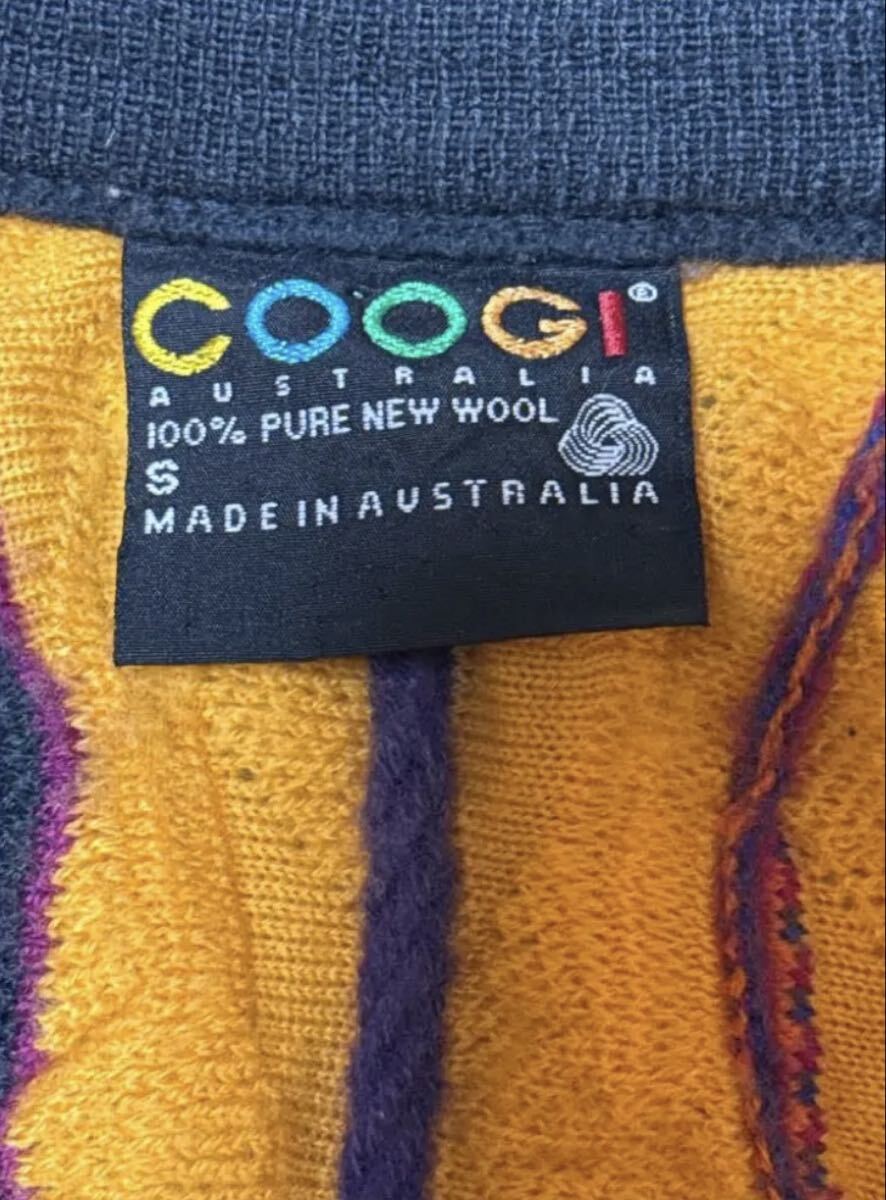 COOGI®
AUSTRALIA
100% PURE NEW WOOL
S
MADE IN AUSTRALIA